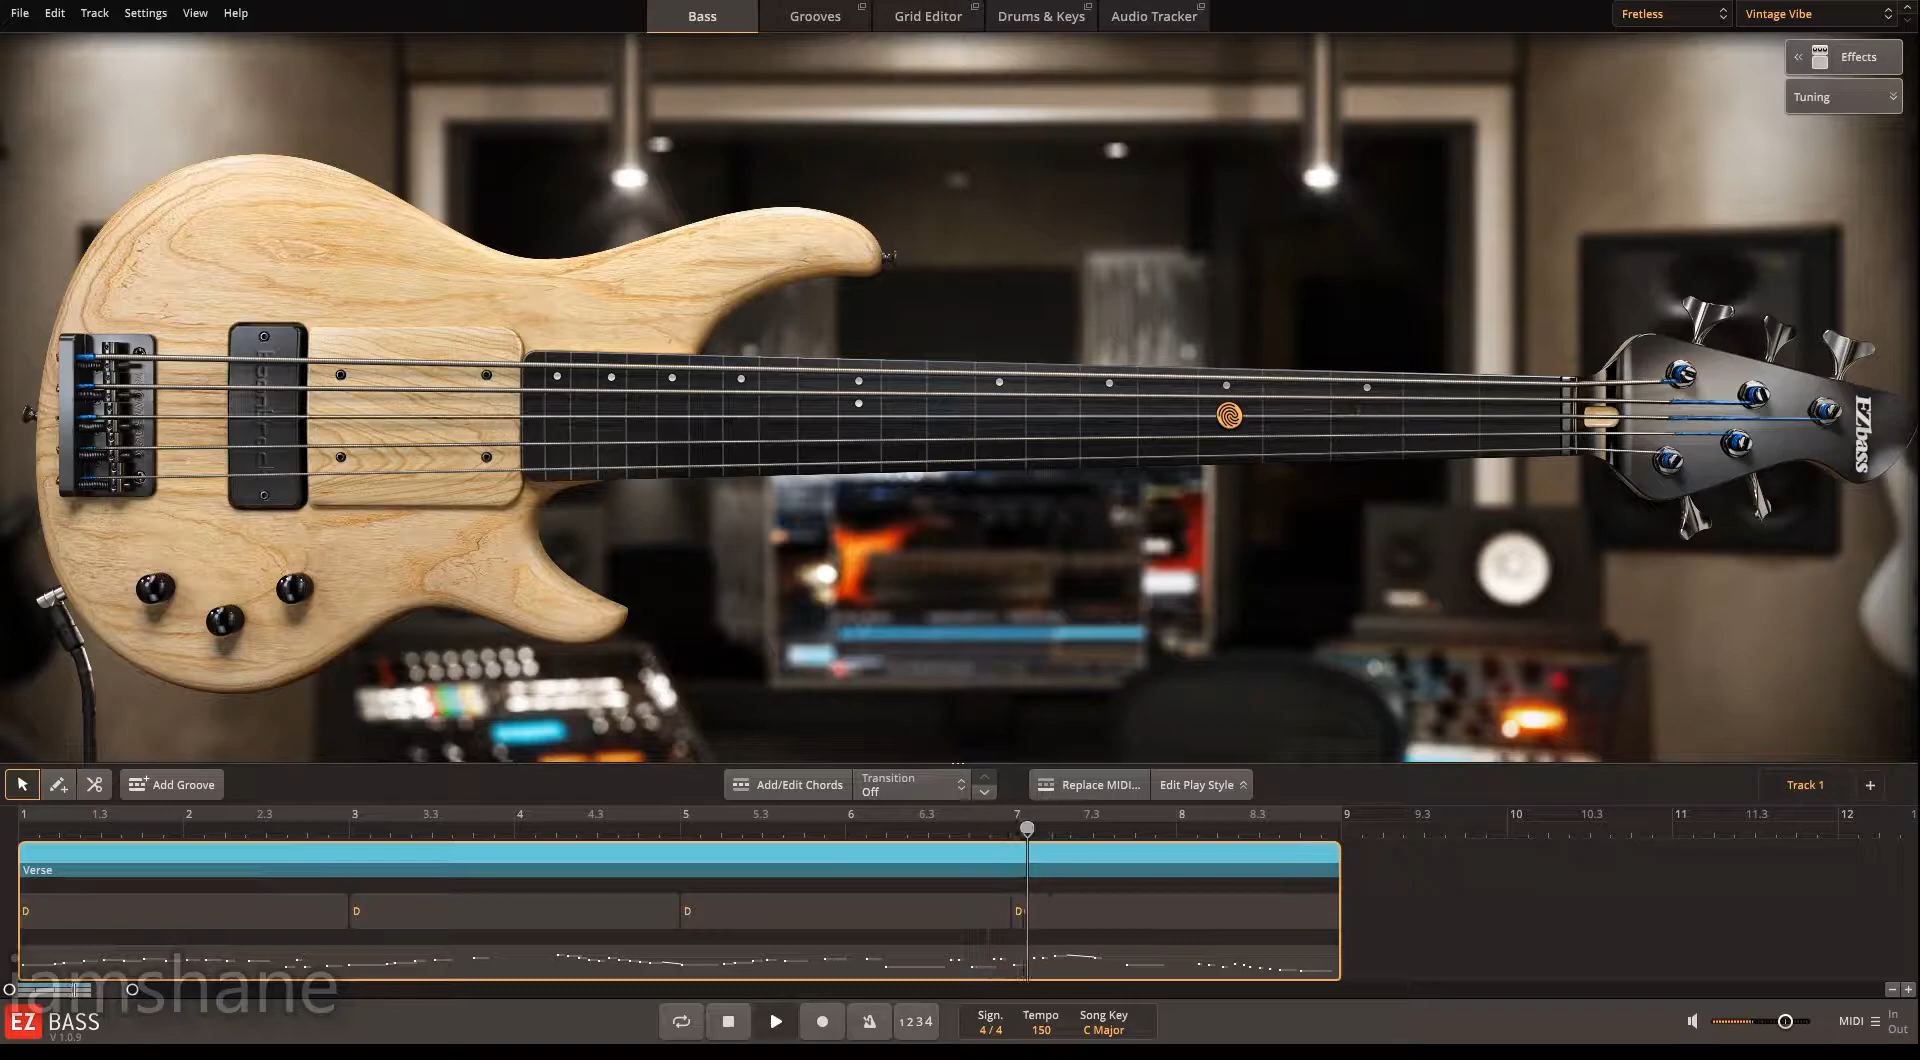 File Edit Track Settings View Help
Bass Grooves Grid Editor Drums & Keys Audio Tracker
Fretless Vintage Vibe
Effects
Tuning
EZbass
Add Groove
Add/Edit Chords
Transition
Off
Replace MIDI...
Edit Play Style
Track 1 +
1 1.3 2 2.3 3 3.3 4 4.3 5 5.3 6 6.3 7 7.3 8 8.3 9 9.3 10 10.3 11 11.3 12 1
Verse
D D D D
iamshane
EZ BASS
V 1.0.9
1 2 3 4
Sign. Tempo Song Key
4 / 4 150 C Major
MIDI In
Out